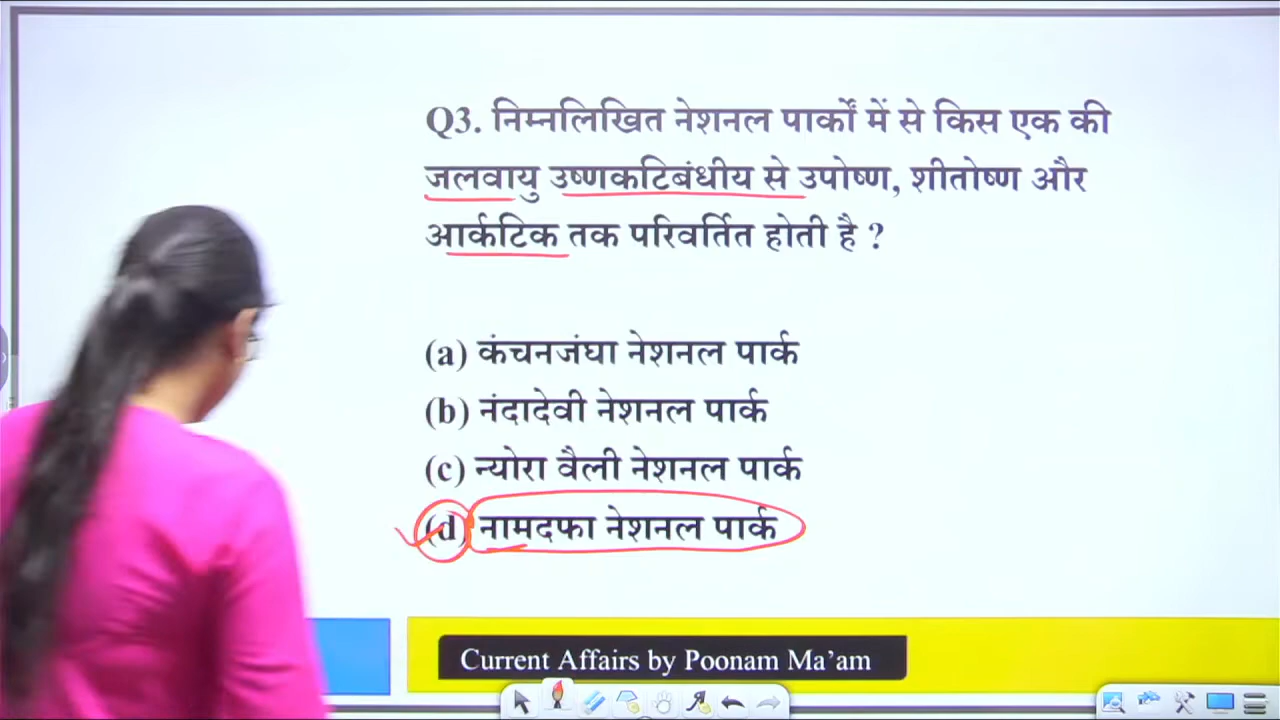 Q3. निम्नलिखित नेशनल पार्कों में से किस एक की
जलवायु उष्णकटिबंधीय से उपोष्ण, शीतोष्ण और
आर्कटिक तक परिवर्तित होती है ?
(a) कंचनजंघा नेशनल पार्क
(b) नंदादेवी नेशनल पार्क
(c) न्योरा वैली नेशनल पार्क
(d) नामदफा नेशनल पार्क
Current Affairs by Poonam Ma’am